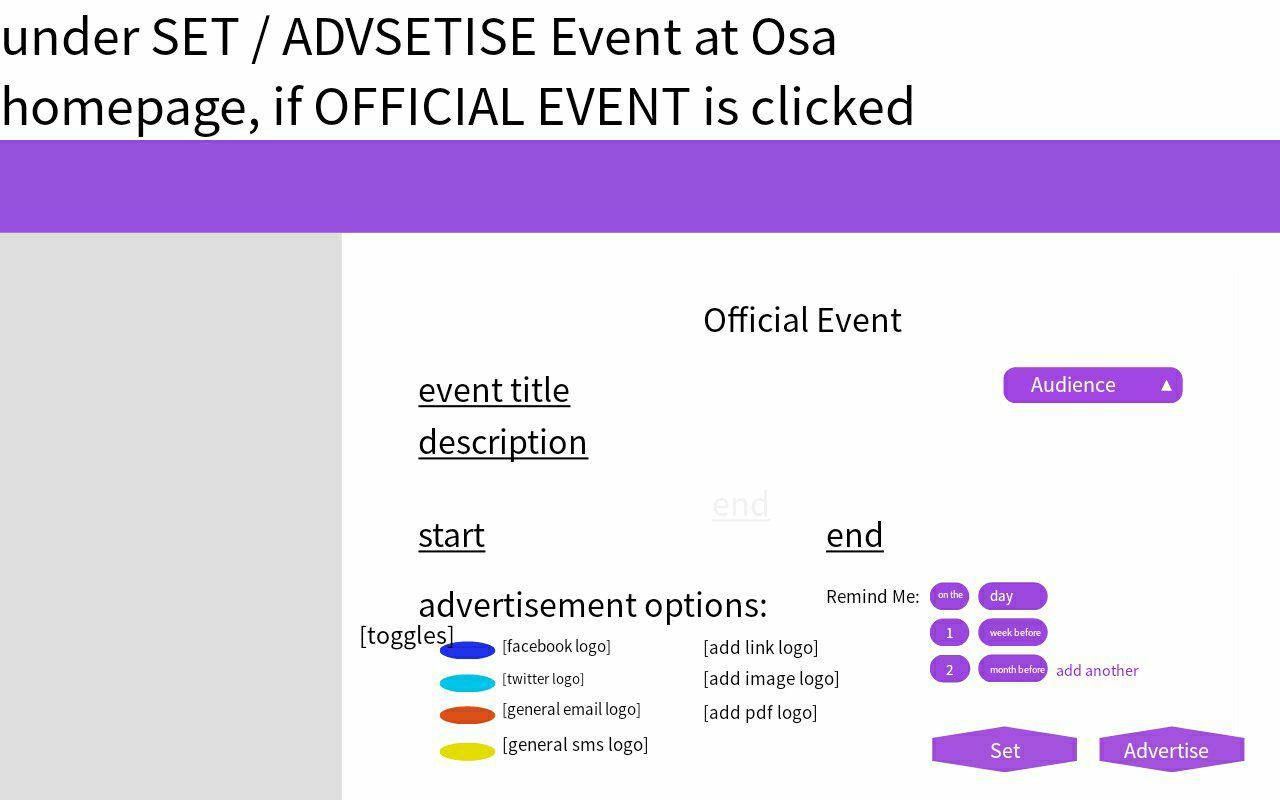 under SET / ADVSETISE Event at Osa
homepage, if OFFICIAL EVENT is clicked
Official Event
event title
Audience ▲
description
end
start
end
advertisement options:
Remind Me: on the day
[toggles]
1 week before
[facebook logo]
[add link logo]
2 month before add another
[twitter logo]
[add image logo]
[general email logo]
[add pdf logo]
[general sms logo]
Set
Advertise